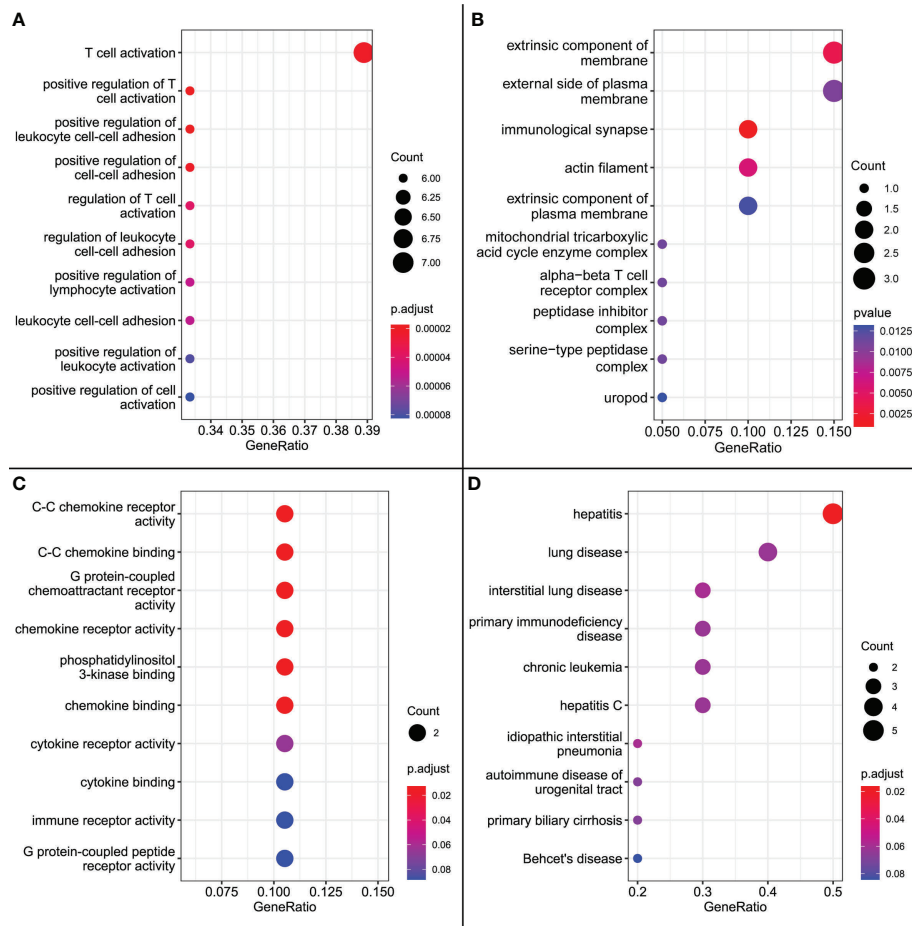 A
T cell activation
positive regulation of T
cell activation
positive regulation of
leukocyte cell-cell adhesion
positive regulation of
cell-cell adhesion
regulation of T cell
activation
regulation of leukocyte
cell-cell adhesion
positive regulation of
lymphocyte activation
leukocyte cell-cell adhesion
positive regulation of
leukocyte activation
positive regulation of cell
activation
0.34 0.35 0.36 0.37 0.38 0.39
GeneRatio
Count
6.00
6.25
6.50
6.75
7.00
p.adjust
0.00002
0.00004
0.00006
0.00008
B
extrinsic component of
membrane
external side of plasma
membrane
immunological synapse
actin filament
extrinsic component of
plasma membrane
mitochondrial tricarboxylic
acid cycle enzyme complex
alpha-beta T cell
receptor complex
peptidase inhibitor
complex
serine-type peptidase
complex
uropod
0.050 0.075 0.100 0.125 0.150
GeneRatio
Count
1.0
1.5
2.0
2.5
3.0
pvalue
0.0125
0.0100
0.0075
0.0050
0.0025
C
C-C chemokine receptor
activity
C-C chemokine binding
G protein-coupled
chemoattractant receptor
activity
chemokine receptor activity
phosphatidylinositol
3-kinase binding
chemokine binding
cytokine receptor activity
cytokine binding
immune receptor activity
G protein-coupled peptide
receptor activity
0.075 0.100 0.125 0.150
GeneRatio
Count
2
p.adjust
0.02
0.04
0.06
0.08
D
hepatitis
lung disease
interstitial lung disease
primary immunodeficiency
disease
chronic leukemia
hepatitis C
idiopathic interstitial
pneumonia
autoimmune disease of
urogenital tract
primary biliary cirrhosis
Behcet's disease
0.2 0.3 0.4 0.5
GeneRatio
Count
2
3
4
5
p.adjust
0.02
0.04
0.06
0.08